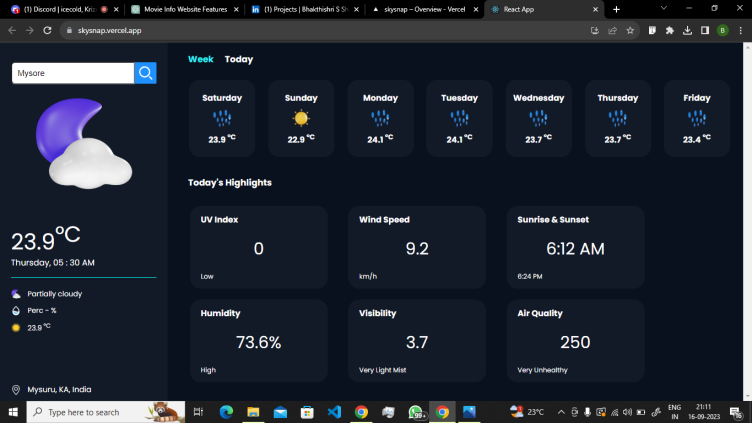 (1) Discord | icecold, Kriz
Movie Info Website Features
(1) Projects | Bhakthishri S Sh
skysnap – Overview – Vercel
React App
skysnap.vercel.app
B
Mysore
23.9°C
Thursday, 05 : 30 AM
Partially cloudy
Perc - %
23.9 °C
Mysuru, KA, India
Week Today
Saturday
23.9 °C
Sunday
22.9 °C
Monday
24.1 °C
Tuesday
24.1 °C
Wednesday
23.7 °C
Thursday
23.7 °C
Friday
23.4 °C
Today's Highlights
UV Index
0
Low
Wind Speed
9.2
km/h
Sunrise & Sunset
6:12 AM
6:24 PM
Humidity
73.6%
High
Visibility
3.7
Very Light Mist
Air Quality
250
Very Unhealthy
Type here to search
99+
23°C
ENG
IN
21:11
16-09-2023
16